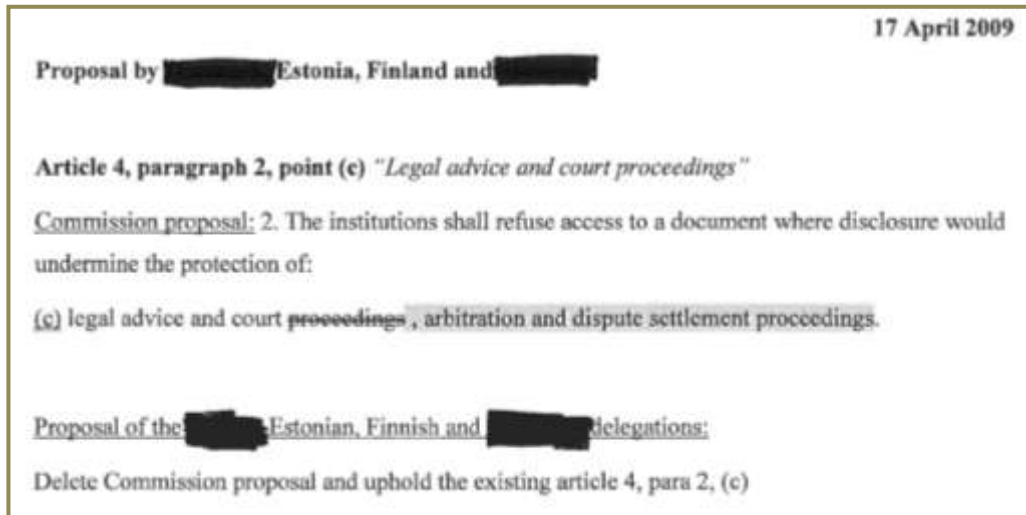 17 April 2009
Proposal by Estonia, Finland and
Article 4, paragraph 2, point (c) "Legal advice and court proceedings"
Commission proposal: 2. The institutions shall refuse access to a document where disclosure would
undermine the protection of:
(c) legal advice and court proceedings , arbitration and dispute settlement proceedings.
Proposal of the Estonian, Finnish and delegations:
Delete Commission proposal and uphold the existing article 4, para 2, (c)